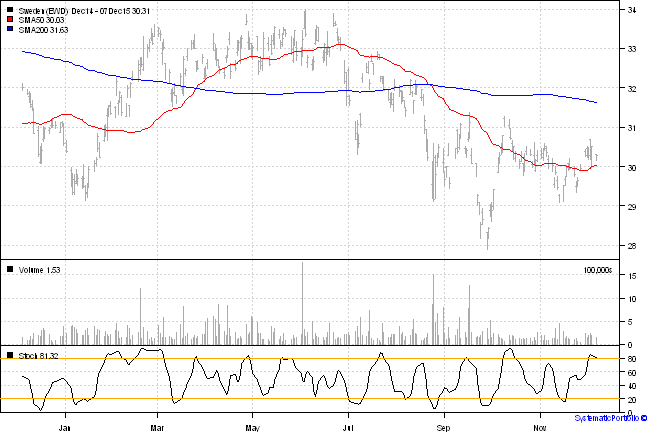 Sweden (EWD) Dec14 - 07Dec15 30.31
SMA50 30.03
SMA200 31.63
34
33
32
31
30
29
28
Volume 1.53
100,000s
15
10
5
0
Stoch 81.32
80
60
40
20
0
Jan Mar May Jul Sep Nov
SystematicPortfolio ©